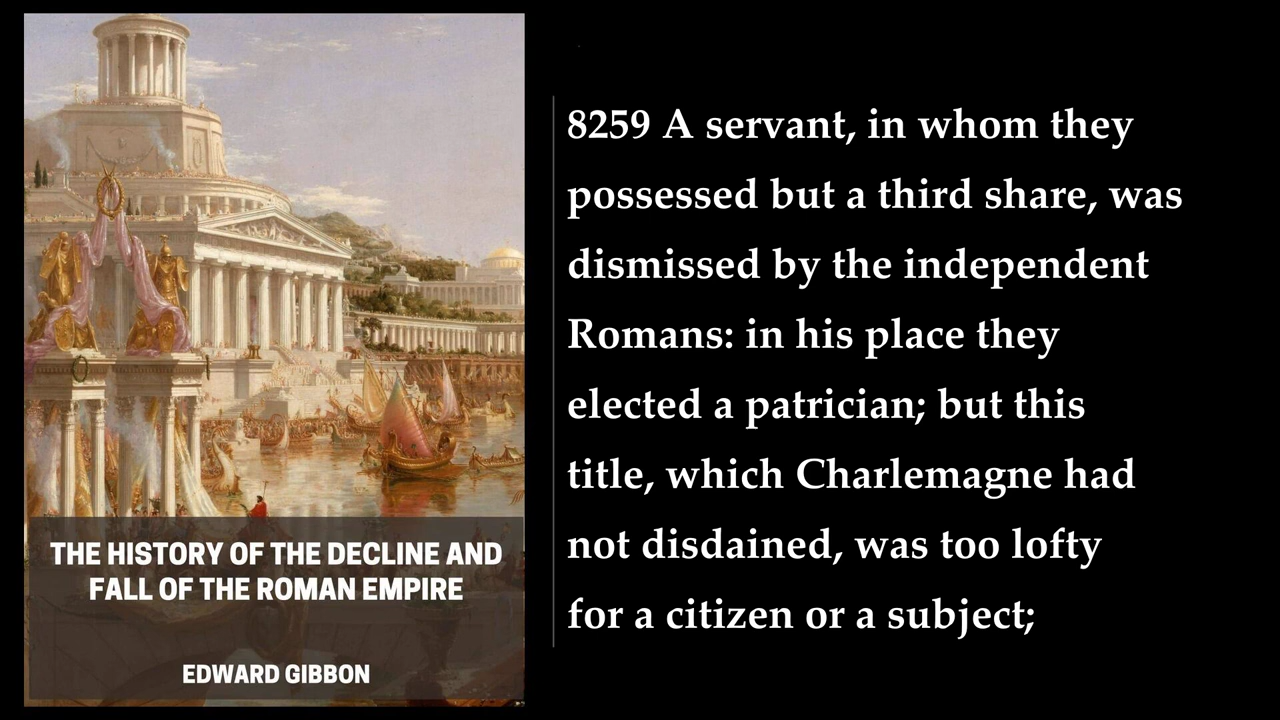 THE HISTORY OF THE DECLINE AND
FALL OF THE ROMAN EMPIRE
EDWARD GIBBON
8259 A servant, in whom they
possessed but a third share, was
dismissed by the independent
Romans: in his place they
elected a patrician; but this
title, which Charlemagne had
not disdained, was too lofty
for a citizen or a subject;